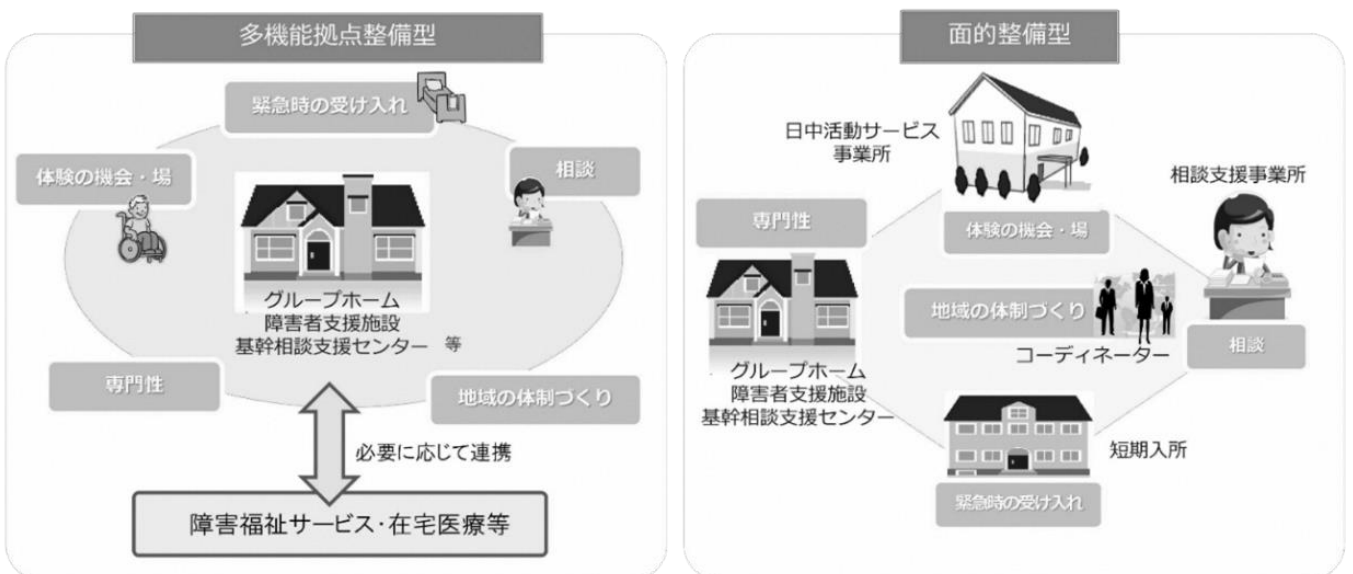 多機能拠点整備型
緊急時の受け入れ
体験の機会・場
相談
グループホーム
障害者支援施設
基幹相談支援センター 等
専門性
地域の体制づくり
必要に応じて連携
障害福祉サービス・在宅医療等
面的整備型
日中活動サービス
事業所
相談支援事業所
専門性
体験の機会・場
地域の体制づくり
コーディネーター
相談
グループホーム
障害者支援施設
基幹相談支援センター
短期入所
緊急時の受け入れ